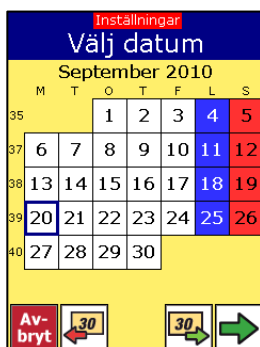 Inställningar
Välj datum
September 2010
M T O T F L S
35 1 2 3 4 5
37 6 7 8 9 10 11 12
38 13 14 15 16 17 18 19
39 20 21 22 23 24 25 26
40 27 28 29 30
Av-
bryt 30 30